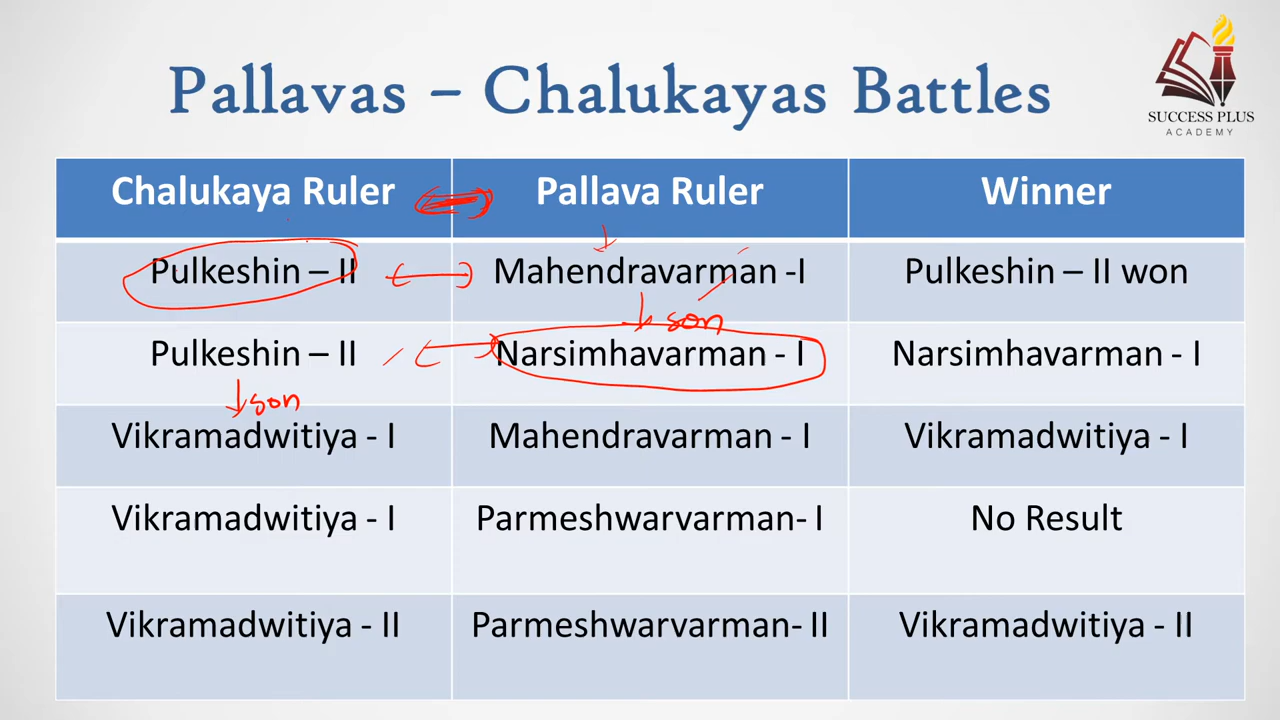 SUCCESS PLUS
ACADEMY
Pallavas – Chalukayas Battles
Chalukaya Ruler Pallava Ruler Winner
Pulkeshin – II Mahendravarman -I Pulkeshin – II won
son
Pulkeshin – II Narsimhavarman - I Narsimhavarman - I
son
Vikramadwitiya - I Mahendravarman - I Vikramadwitiya - I
Vikramadwitiya - I Parmeshwarvarman- I No Result
Vikramadwitiya - II Parmeshwarvarman- II Vikramadwitiya - II